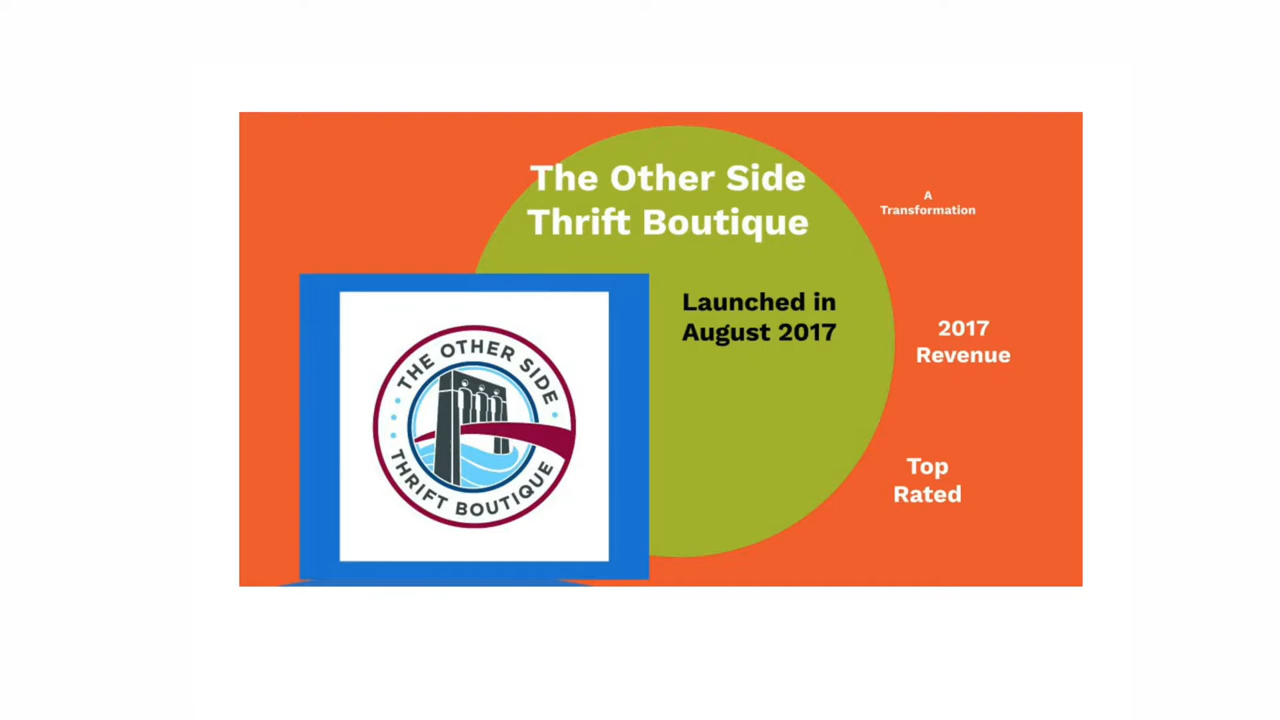 The Other Side
Thrift Boutique
A
Transformation
Launched in
August 2017
2017
Revenue
Top
Rated
THE OTHER SIDE
THRIFT BOUTIQUE